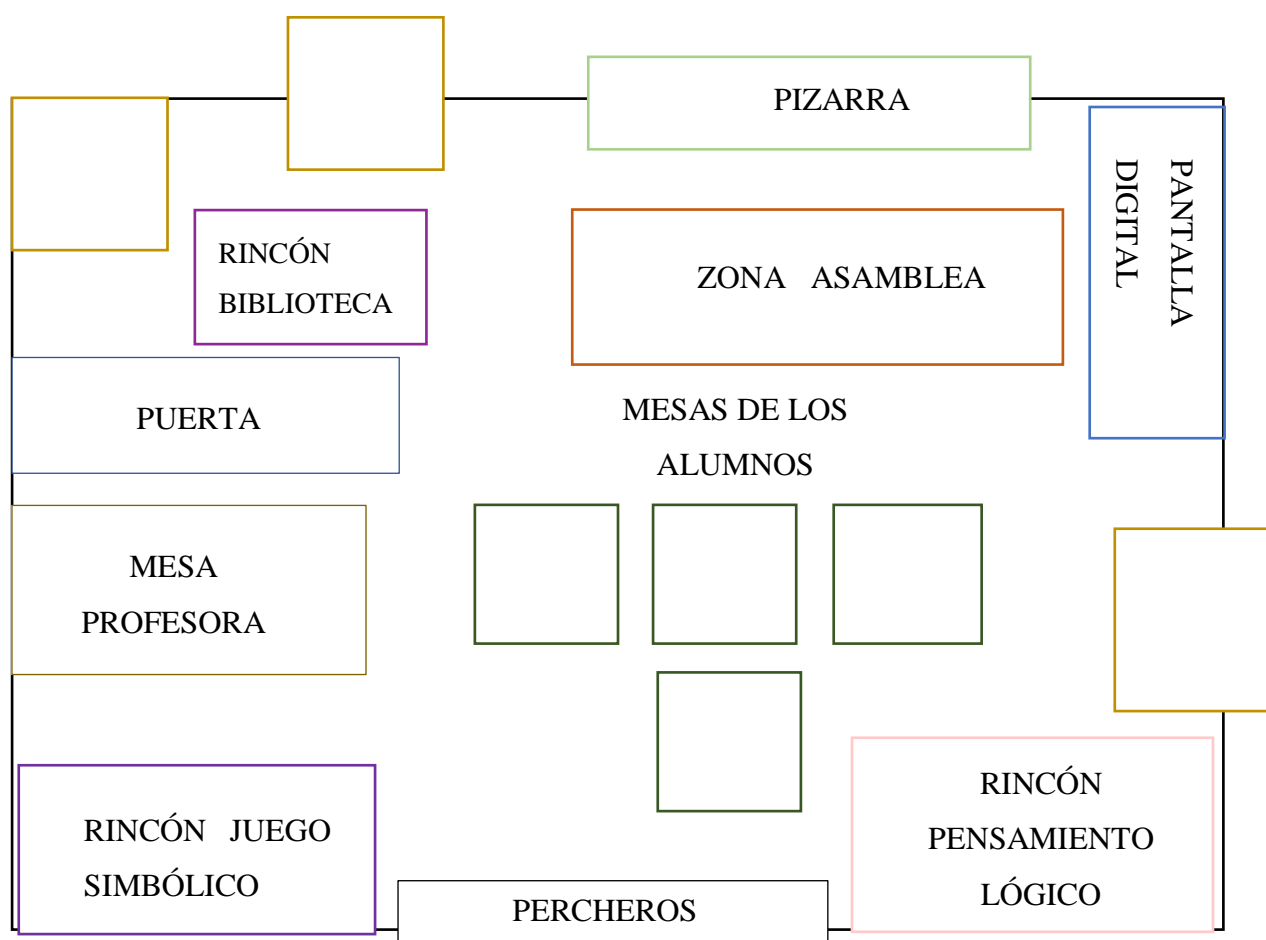 PIZARRA
PANTALLA
DIGITAL
RINCÓN
BIBLIOTECA
ZONA ASAMBLEA
PUERTA
MESAS DE LOS
ALUMNOS
MESA
PROFESORA
RINCÓN JUEGO
SIMBÓLICO
RINCÓN
PENSAMIENTO
LÓGICO
PERCHEROS